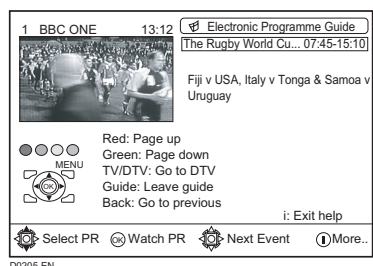 1 BBC ONE 13:12
Electronic Programme Guide
The Rugby World Cu... 07:45-15:10
Fiji v USA, Italy v Tonga & Samoa v
Uruguay
Red: Page up
Green: Page down
TV/DTV: Go to DTV
Guide: Leave guide
Back: Go to previous
MENU
OK
i: Exit help
Select PR
OK Watch PR
Next Event
i More..
D0205 EN